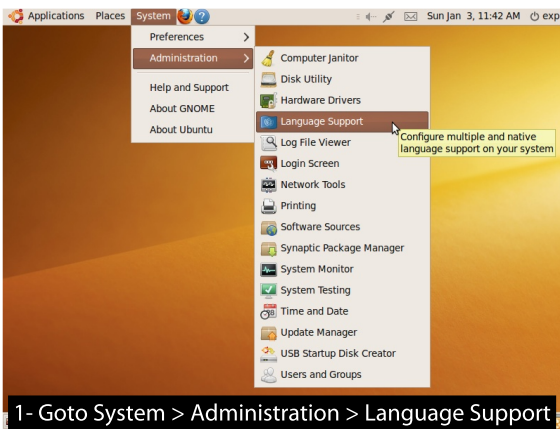 Applications Places System Sun Jan 3, 11:42 AM exp
Preferences
Administration
Help and Support
About GNOME
About Ubuntu
Computer Janitor
Disk Utility
Hardware Drivers
Language Support
Configure multiple and native
language support on your system
Log File Viewer
Login Screen
Network Tools
Printing
Software Sources
Synaptic Package Manager
System Monitor
System Testing
Time and Date
Update Manager
USB Startup Disk Creator
Users and Groups
1- Goto System > Administration > Language Support